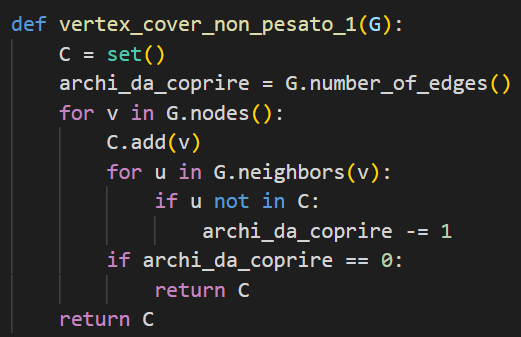 def vertex_cover_non_pesato_1(G):
    C = set()
    archi_da_coprire = G.number_of_edges()
    for v in G.nodes():
        C.add(v)
        for u in G.neighbors(v):
            if u not in C:
                archi_da_coprire -= 1
        if archi_da_coprire == 0:
            return C
    return C